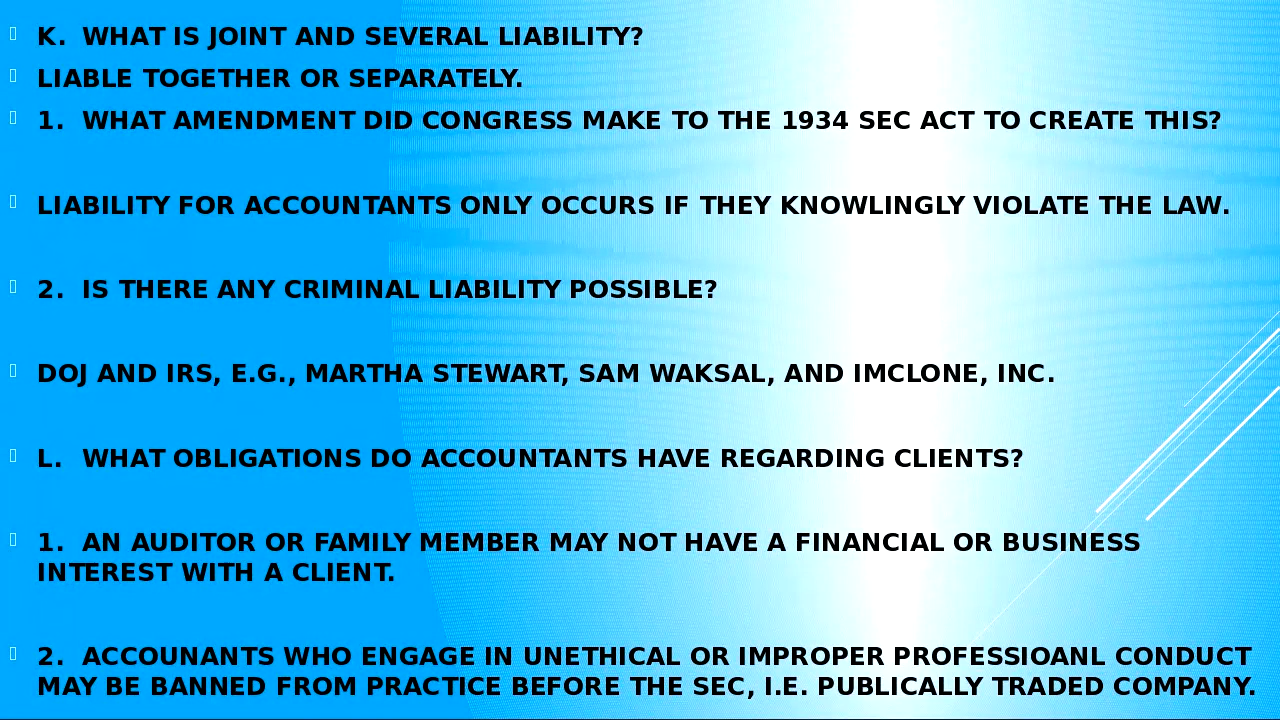 K. WHAT IS JOINT AND SEVERAL LIABILITY?
LIABLE TOGETHER OR SEPARATELY.
1. WHAT AMENDMENT DID CONGRESS MAKE TO THE 1934 SEC ACT TO CREATE THIS?
LIABILITY FOR ACCOUNTANTS ONLY OCCURS IF THEY KNOWLINGLY VIOLATE THE LAW.
2. IS THERE ANY CRIMINAL LIABILITY POSSIBLE?
DOJ AND IRS, E.G., MARTHA STEWART, SAM WAKSAL, AND IMCLONE, INC.
L. WHAT OBLIGATIONS DO ACCOUNTANTS HAVE REGARDING CLIENTS?
1. AN AUDITOR OR FAMILY MEMBER MAY NOT HAVE A FINANCIAL OR BUSINESS
INTEREST WITH A CLIENT.
2. ACCOUNANTS WHO ENGAGE IN UNETHICAL OR IMPROPER PROFESSIOANL CONDUCT
MAY BE BANNED FROM PRACTICE BEFORE THE SEC, I.E. PUBLICALLY TRADED COMPANY.